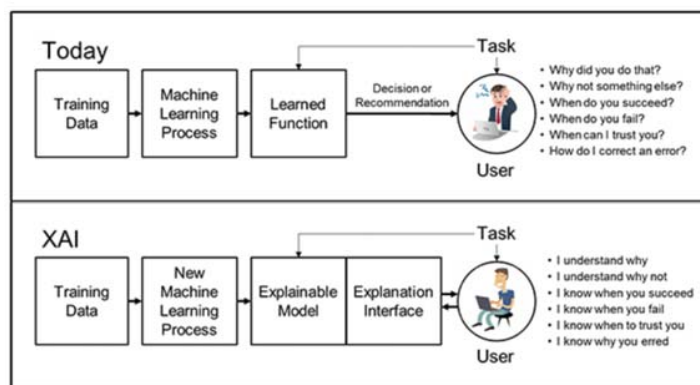 Today
Task
Training
Data
Machine
Learning
Process
Learned
Function
Decision or
Recommendation
User
• Why did you do that?
• Why not something else?
• When do you succeed?
• When do you fail?
• When can I trust you?
• How do I correct an error?
XAI
Task
Training
Data
New
Machine
Learning
Process
Explainable
Model
Explanation
Interface
User
• I understand why
• I understand why not
• I know when you succeed
• I know when you fail
• I know when to trust you
• I know why you erred